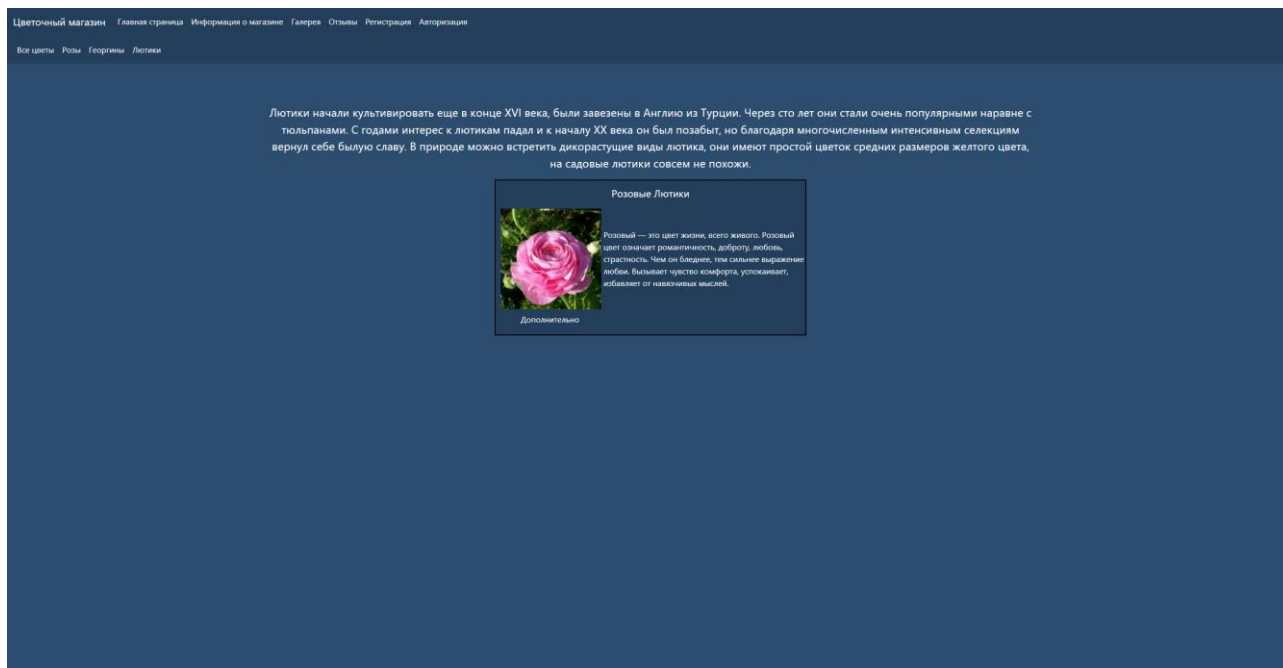 Цветочный магазин Главная страница Информация о магазине Галерея Отзывы Регистрация Авторизация
Все цветы Розы Георгины Лютики
Лютики начали культивировать еще в конце XVI века, были завезены в Англию из Турции. Через сто лет они стали очень популярными наравне с
тюльпанами. С годами интерес к лютикам падал и к началу XX века он был позабыт, но благодаря многочисленным интенсивным селекциям
вернул себе былую славу. В природе можно встретить дикорастущие виды лютика, они имеют простой цветок средних размеров желтого цвета,
на садовые лютики совсем не похожи.
Розовые Лютики
Розовый — это цвет жизни, всего живого. Розовый
цвет означает романтичность, доброту, любовь,
страстность. Чем он бледнее, тем сильнее выражение
любви. Вызывает чувство комфорта, успокаивает,
избавляет от навязчивых мыслей.
Дополнительно